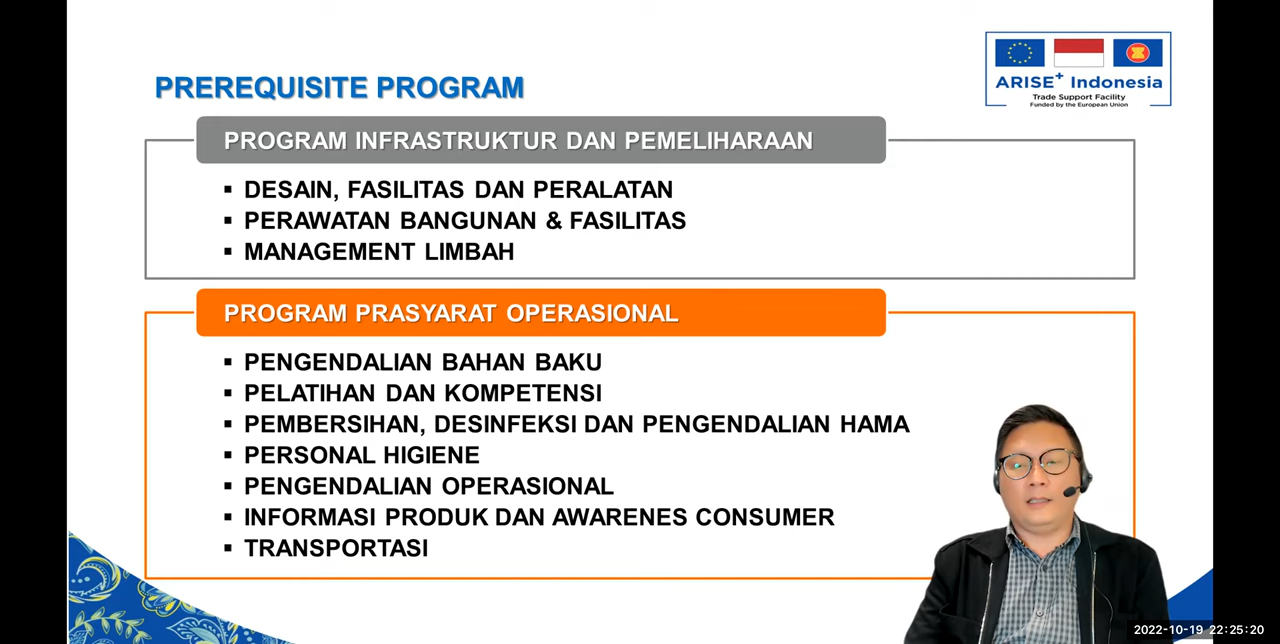 PREREQUISITE PROGRAM
ARISE+ Indonesia
Trade Support Facility
Funded by the European Union
PROGRAM INFRASTRUKTUR DAN PEMELIHARAAN
▪ DESAIN, FASILITAS DAN PERALATAN
▪ PERAWATAN BANGUNAN & FASILITAS
▪ MANAGEMENT LIMBAH
PROGRAM PRASYARAT OPERASIONAL
▪ PENGENDALIAN BAHAN BAKU
▪ PELATIHAN DAN KOMPETENSI
▪ PEMBERSIHAN, DESINFEKSI DAN PENGENDALIAN HAMA
▪ PERSONAL HIGIENE
▪ PENGENDALIAN OPERASIONAL
▪ INFORMASI PRODUK DAN AWARENES CONSUMER
▪ TRANSPORTASI
2022-10-19 22:25:20